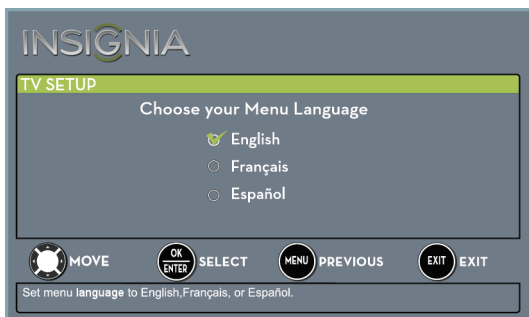 INSIGNIA
TV SETUP
Choose your Menu Language
English
Français
Español
MOVE OK ENTER SELECT MENU PREVIOUS EXIT EXIT
Set menu language to English,Français, or Español.